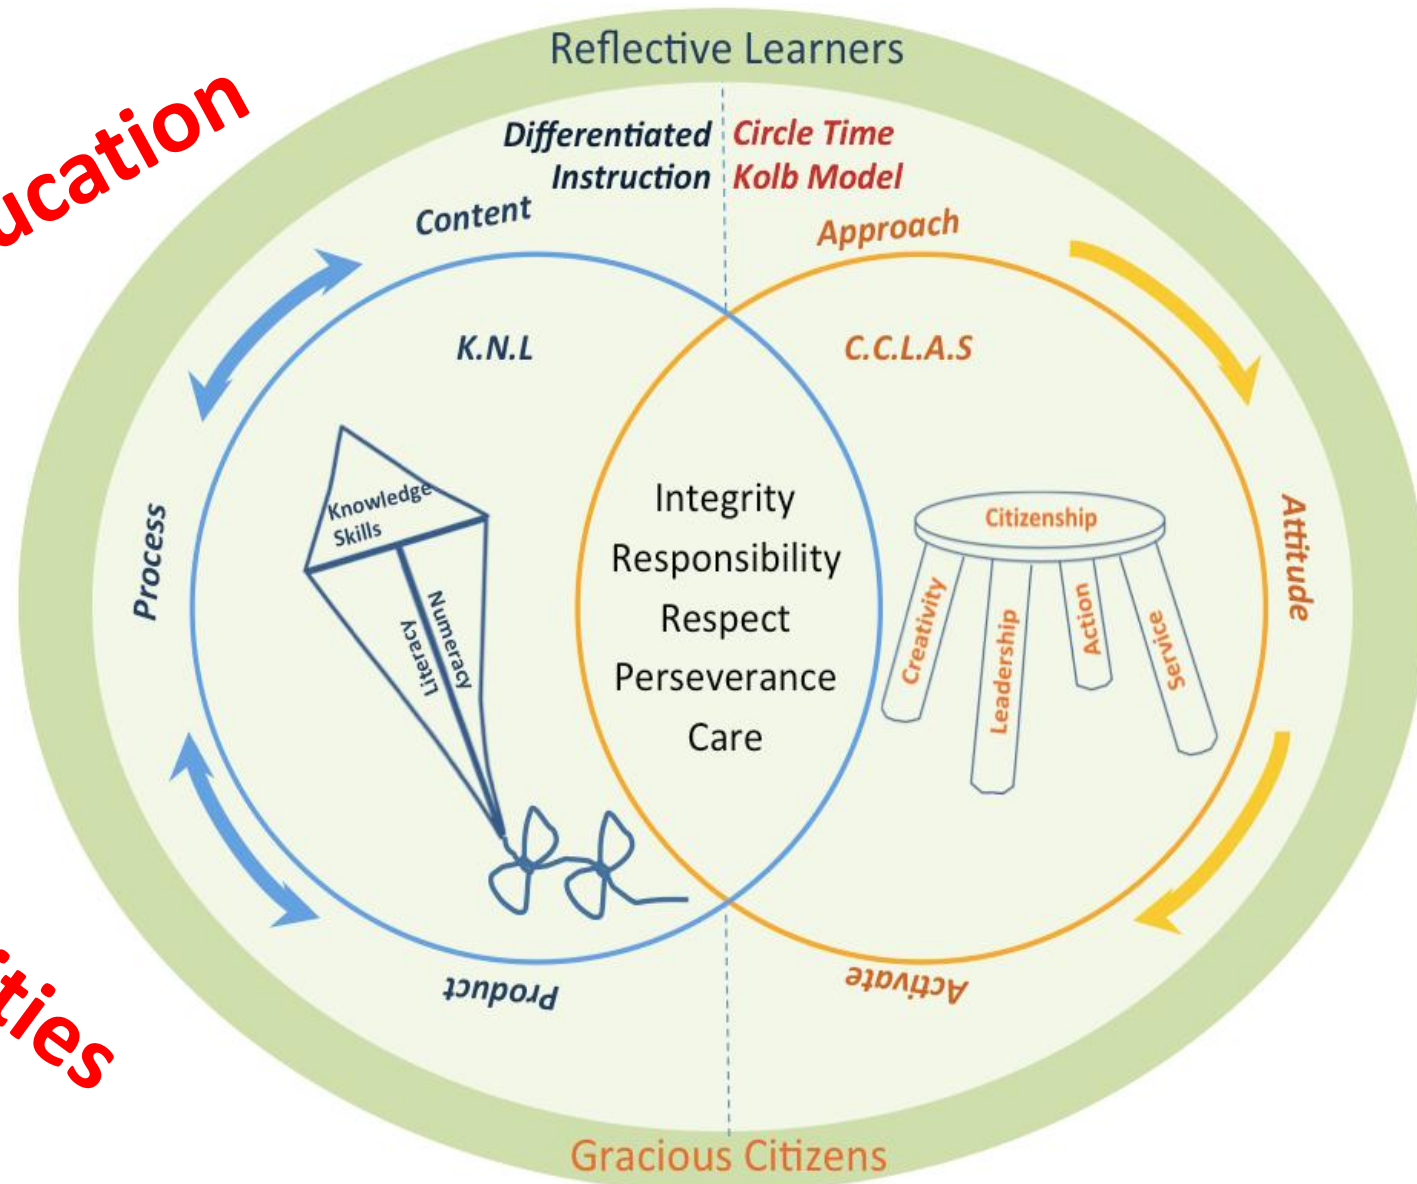 Reflective Learners
ucation
Differentiated
Instruction
Circle Time
Kolb Model
Content
Approach
K.N.L
C.C.L.A.S
Knowledge
Skills
Numeracy
Literacy
Process
Integrity
Responsibility
Respect
Perseverance
Care
Citizenship
Creativity
Leadership
Action
Service
Attitude
Product
Activate
ties
Gracious Citizens